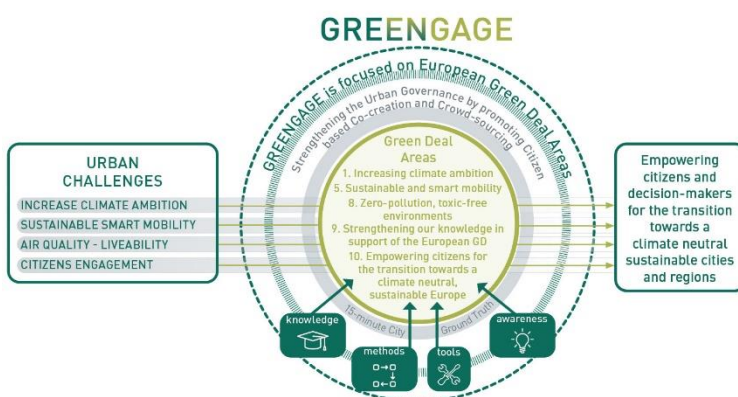 GREENGAGE
GREENGAGE is focused on European Green Deal Areas
Strengthening the Urban Governance by promoting Citizen
based Co-creation and Crowd-sourcing
URBAN
CHALLENGES
INCREASE CLIMATE AMBITION
SUSTAINABLE SMART MOBILITY
AIR QUALITY - LIVEABILITY
CITIZENS ENGAGEMENT
Green Deal
Areas
1. Increasing climate ambition
5. Sustainable and smart mobility
8. Zero-pollution, toxic-free
environments
9. Strengthening our knowledge in
support of the European GD
10. Empowering citizens for
the transition towards a
climate neutral,
sustainable Europe
15-minute City
Ground Truth
knowledge
methods
tools
awareness
Empowering
citizens and
decision-makers
for the transition
towards a
climate neutral
sustainable cities
and regions